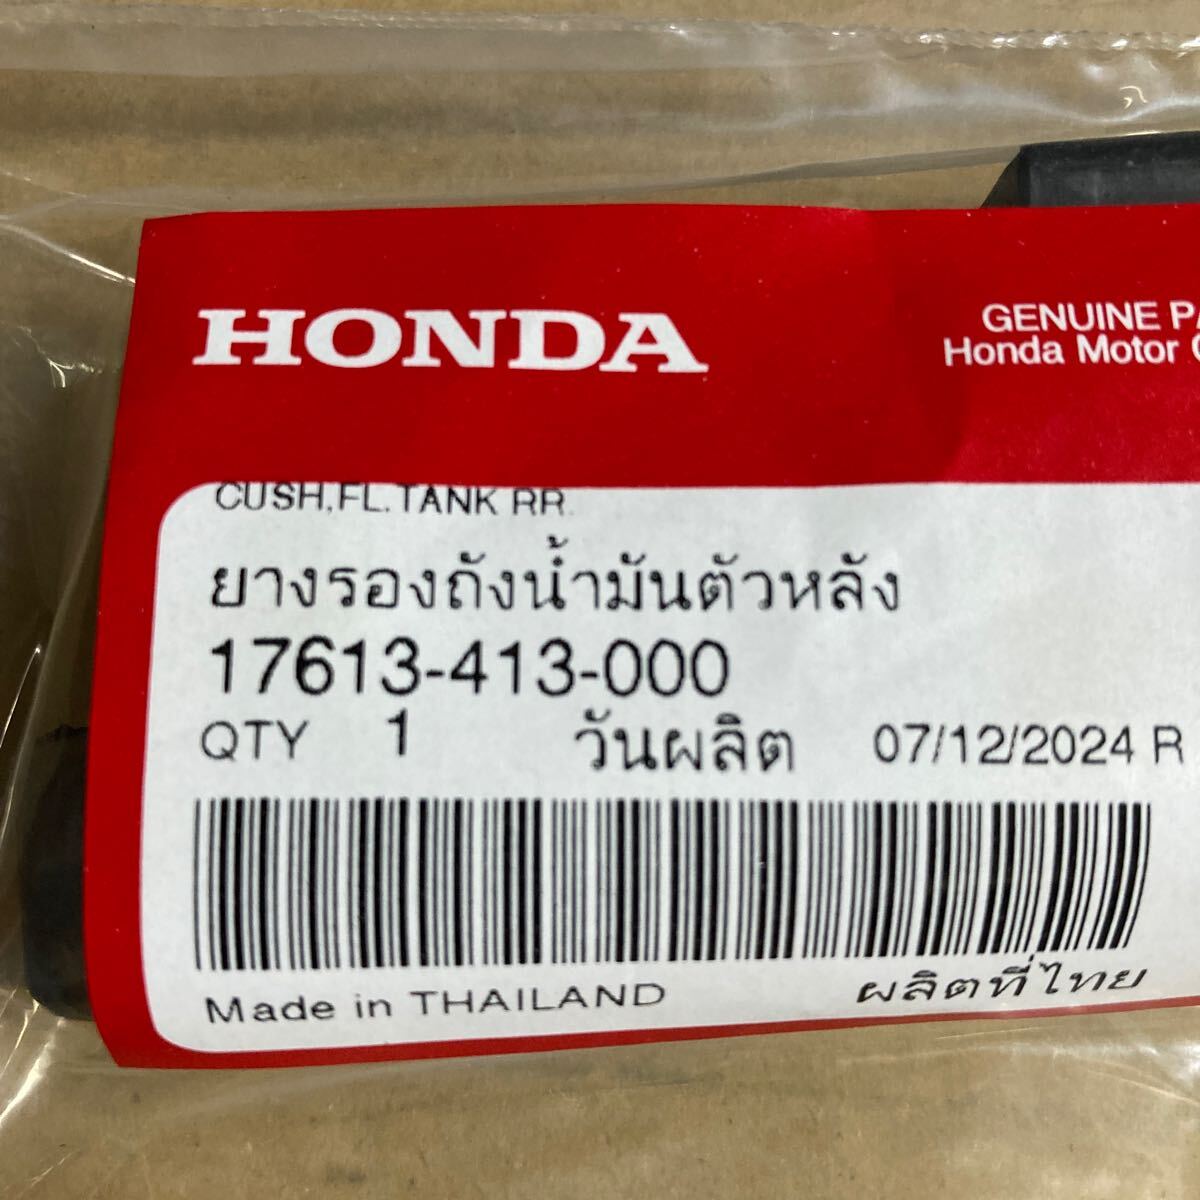 HONDA
GENUINE
Honda Motor
CUSH,FL.TANK RR.
ยางรองถังน้ำมันตัวหลัง
17613-413-000
QTY 1 วันผลิต 07/12/2024 R
Made in THAILAND ผลิตที่ไทย